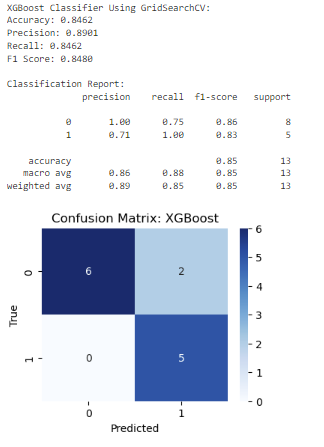 XGBoost Classifier Using GridSearchCV:
Accuracy: 0.8462
Precision: 0.8901
Recall: 0.8462
F1 Score: 0.8480
Classification Report:
precision recall f1-score support
0 1.00 0.75 0.86 8
1 0.71 1.00 0.83 5
accuracy 0.85 13
macro avg 0.86 0.88 0.85 13
weighted avg 0.89 0.85 0.85 13
Confusion Matrix: XGBoost
6
5
4
3
2
1
0
True
0
1
6 2
0 5
0 1
Predicted